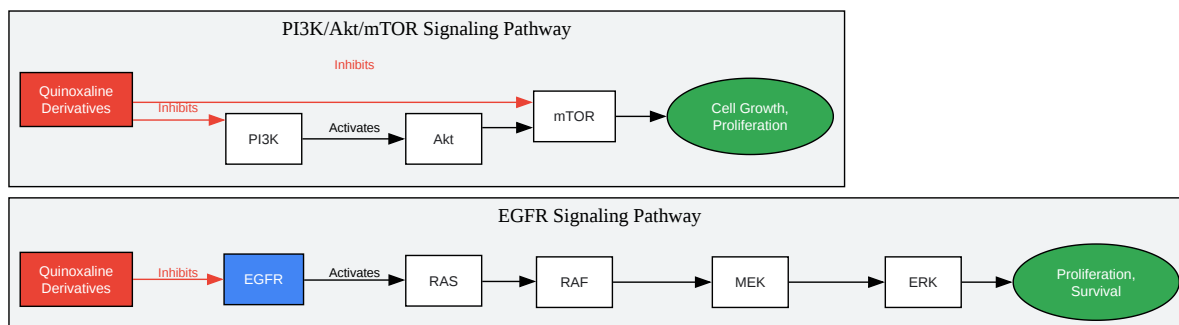 PI3K/Akt/mTOR Signaling Pathway
Inhibits
Quinoxaline
Derivatives
Inhibits
PI3K
Activates
Akt
mTOR
Cell Growth,
Proliferation
EGFR Signaling Pathway
Quinoxaline
Derivatives
Inhibits
EGFR
Activates
RAS
RAF
MEK
ERK
Proliferation,
Survival